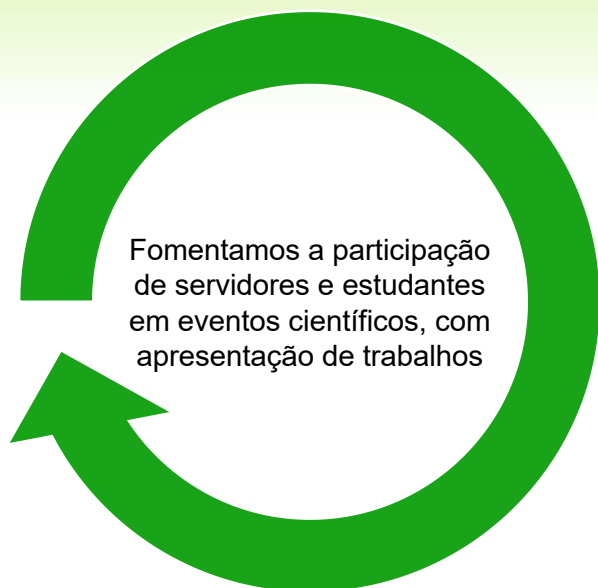 Fomentamos a participação
de servidores e estudantes
em eventos científicos, com
apresentação de trabalhos